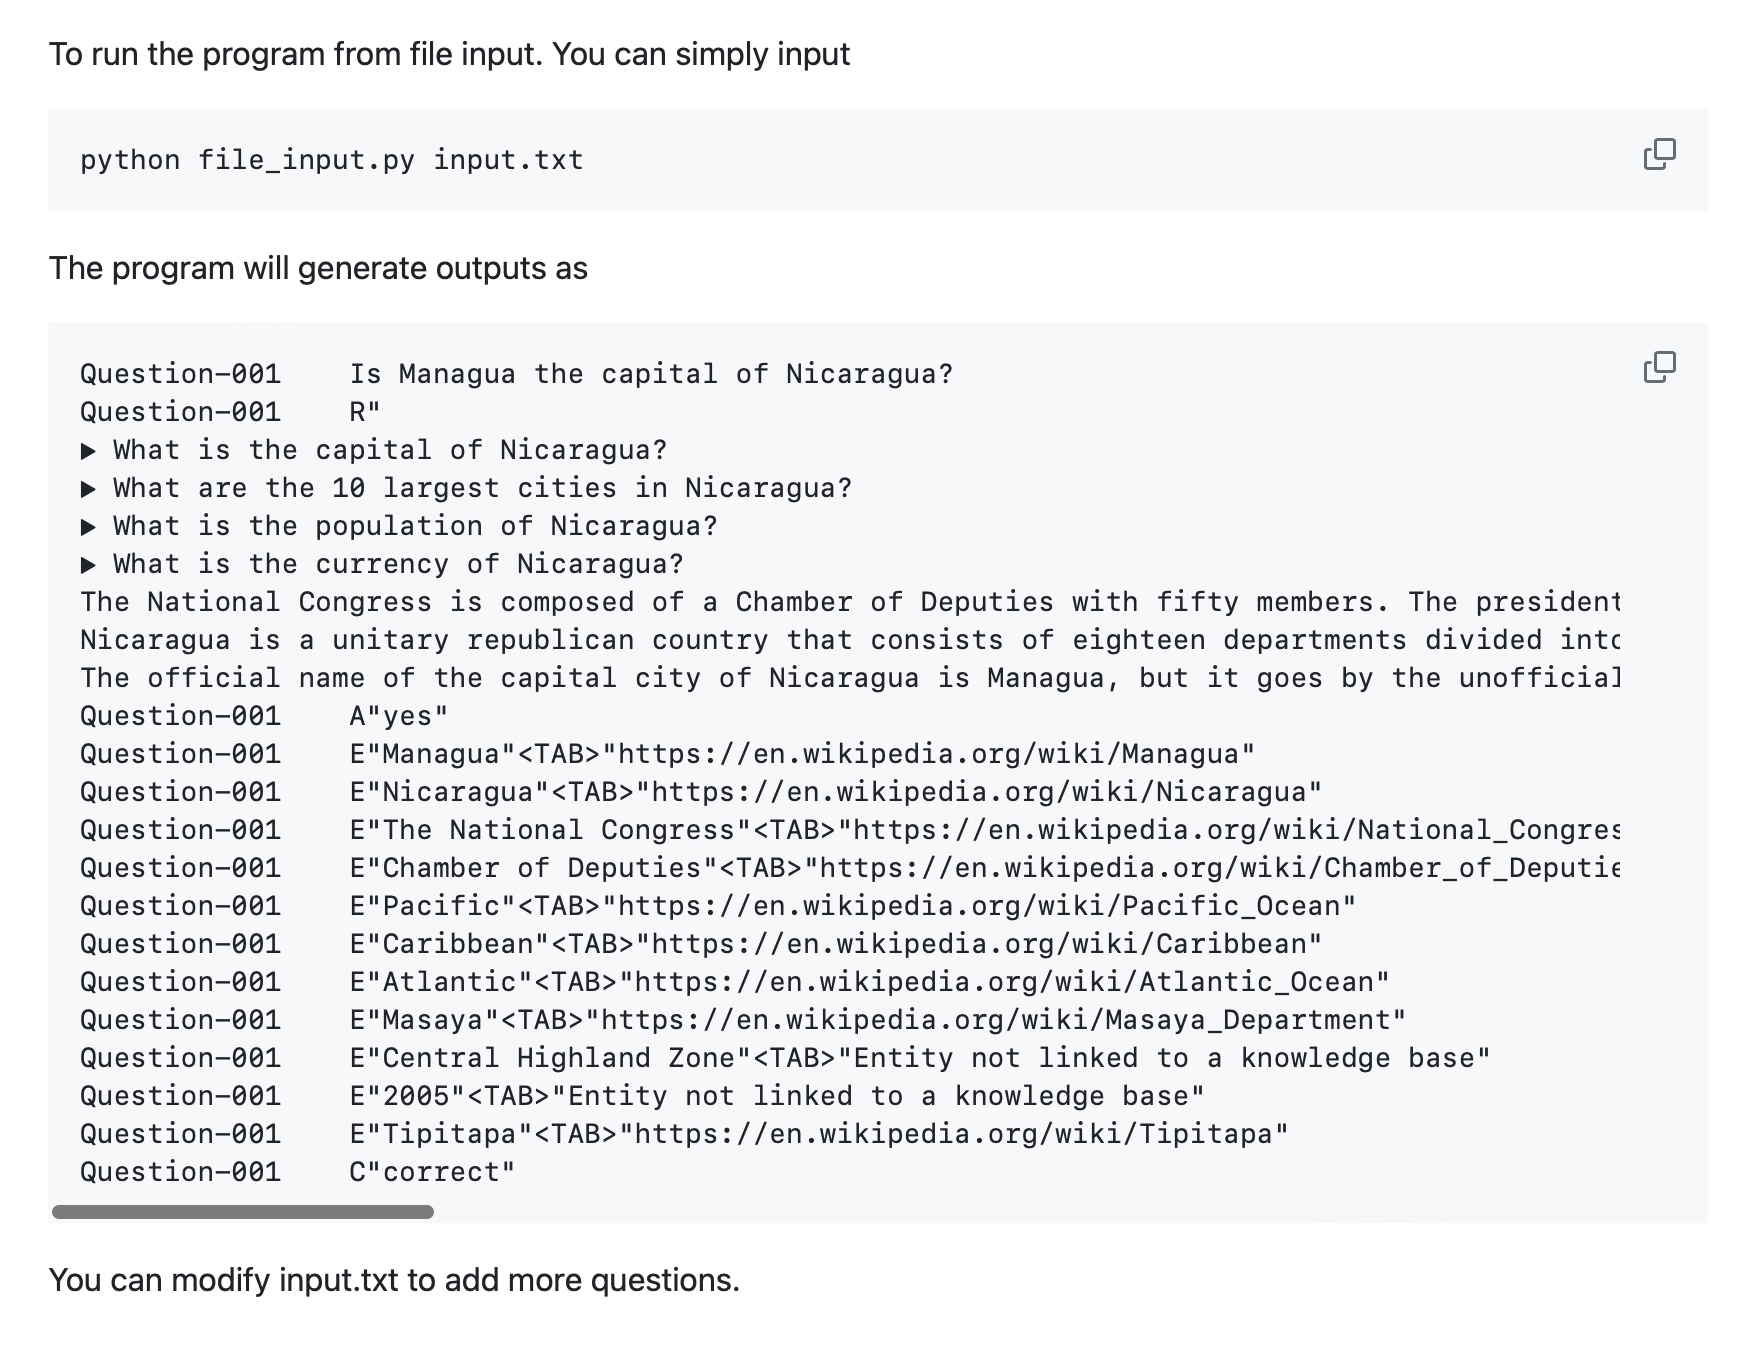 To run the program from file input. You can simply input
python file_input.py input.txt
The program will generate outputs as
Question-001    Is Managua the capital of Nicaragua?
Question-001    R"
▶ What is the capital of Nicaragua?
▶ What are the 10 largest cities in Nicaragua?
▶ What is the population of Nicaragua?
▶ What is the currency of Nicaragua?
The National Congress is composed of a Chamber of Deputies with fifty members. The president
Nicaragua is a unitary republican country that consists of eighteen departments divided into
The official name of the capital city of Nicaragua is Managua, but it goes by the unofficial
Question-001    A"yes"
Question-001    E"Managua"<TAB>"https://en.wikipedia.org/wiki/Managua"
Question-001    E"Nicaragua"<TAB>"https://en.wikipedia.org/wiki/Nicaragua"
Question-001    E"The National Congress"<TAB>"https://en.wikipedia.org/wiki/National_Congres
Question-001    E"Chamber of Deputies"<TAB>"https://en.wikipedia.org/wiki/Chamber_of_Deputie
Question-001    E"Pacific"<TAB>"https://en.wikipedia.org/wiki/Pacific_Ocean"
Question-001    E"Caribbean"<TAB>"https://en.wikipedia.org/wiki/Caribbean"
Question-001    E"Atlantic"<TAB>"https://en.wikipedia.org/wiki/Atlantic_Ocean"
Question-001    E"Masaya"<TAB>"https://en.wikipedia.org/wiki/Masaya_Department"
Question-001    E"Central Highland Zone"<TAB>"Entity not linked to a knowledge base"
Question-001    E"2005"<TAB>"Entity not linked to a knowledge base"
Question-001    E"Tipitapa"<TAB>"https://en.wikipedia.org/wiki/Tipitapa"
Question-001    C"correct"
You can modify input.txt to add more questions.